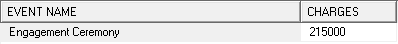 EVENT NAME CHARGES
Engagement Ceremony 215000